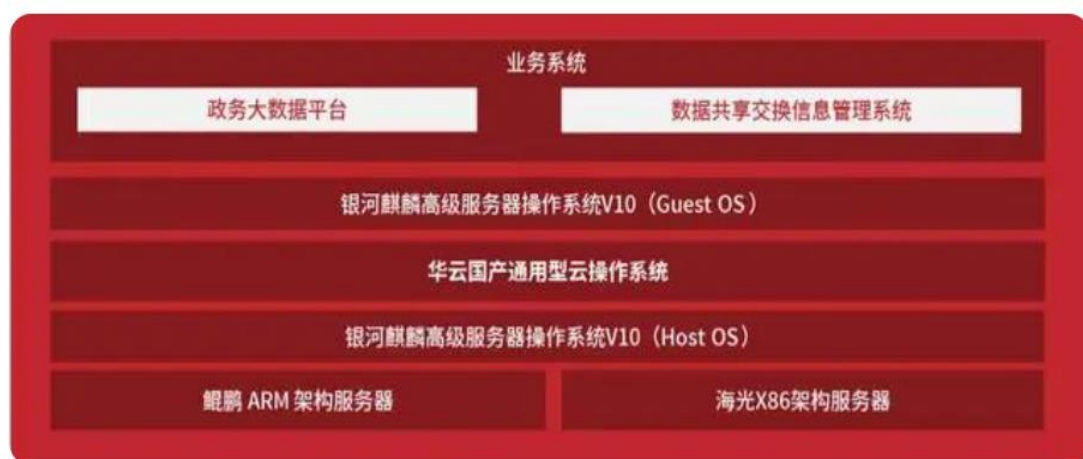 业务系统
政务大数据平台
数据共享交换信息管理系统
银河麒麟高级服务器操作系统V10（Guest OS）
华云国产通用型云操作系统
银河麒麟高级服务器操作系统V10（Host OS）
鲲鹏 ARM 架构服务器
海光X86架构服务器